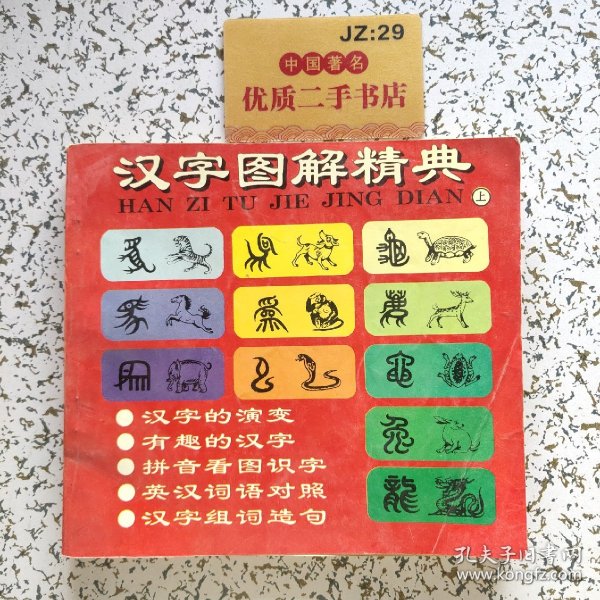 JZ:29
中国著名
优质二手书店
汉字图解精典
HAN ZI TU JIE JING DIAN 上
龍
汉字的演变
有趣的汉字
拼音看图识字
英汉词语对照
汉字组词造句
孔夫子旧书网
www.kongfz.com